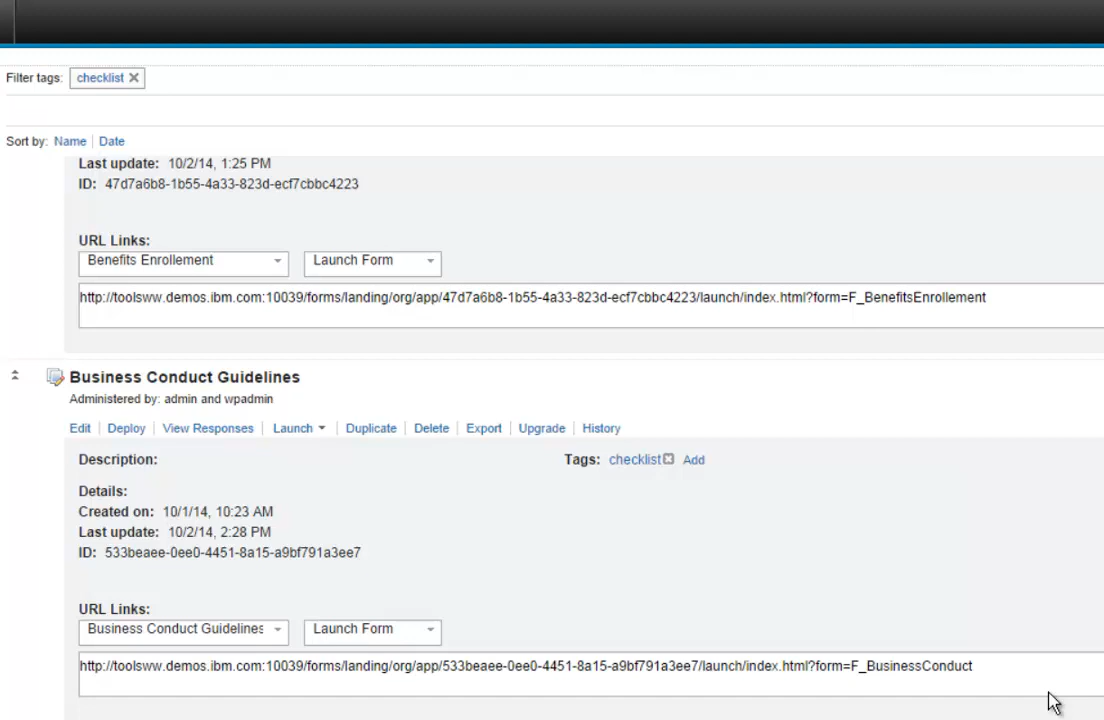 Filter tags: checklist
Sort by: Name | Date
Last update: 10/2/14, 1:25 PM
ID: 47d7a6b8-1b55-4a33-823d-ecf7cbbc4223
URL Links:
Benefits Enrollement Launch Form
http://toolsww.demos.ibm.com:10039/forms/landing/org/app/47d7a6b8-1b55-4a33-823d-ecf7cbbc4223/launch/index.html?form=F_BenefitsEnrollement
Business Conduct Guidelines
Administered by: admin and wpadmin
Edit | Deploy | View Responses | Launch | Duplicate | Delete | Export | Upgrade | History
Description: Tags: checklist Add
Details:
Created on: 10/1/14, 10:23 AM
Last update: 10/2/14, 2:28 PM
ID: 533beaee-0ee0-4451-8a15-a9bf791a3ee7
URL Links:
Business Conduct Guidelines Launch Form
http://toolsww.demos.ibm.com:10039/forms/landing/org/app/533beaee-0ee0-4451-8a15-a9bf791a3ee7/launch/index.html?form=F_BusinessConduct